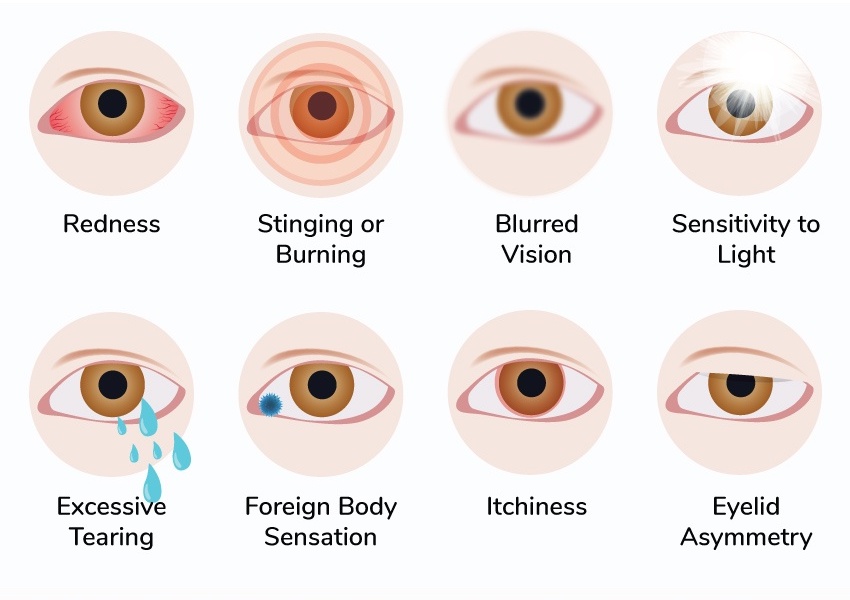 Redness
Stinging or
Burning
Blurred
Vision
Sensitivity to
Light
Excessive
Tearing
Foreign Body
Sensation
Itchiness
Eyelid
Asymmetry